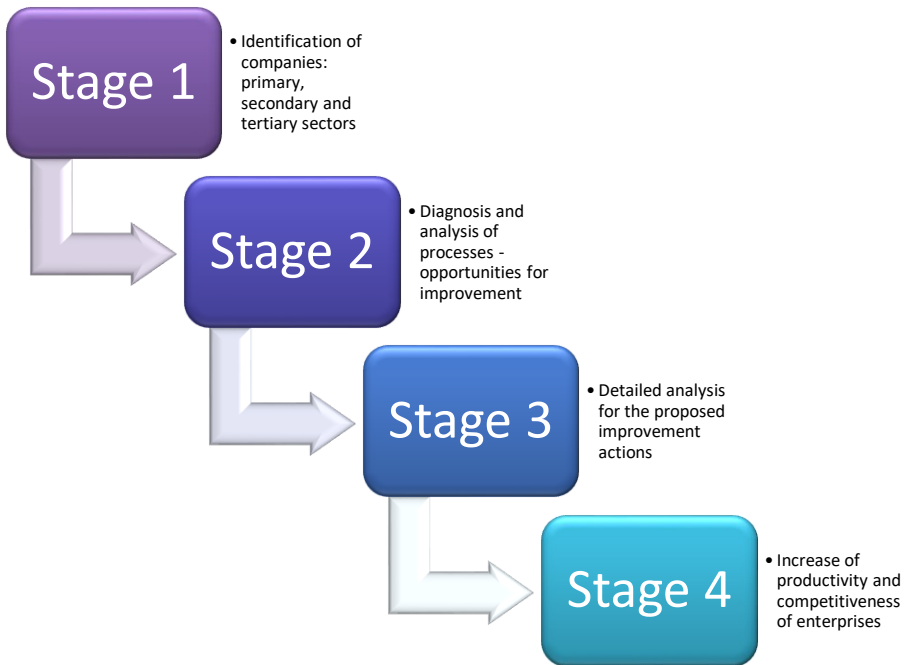 Stage 1
• Identification of
companies:
primary,
secondary and
tertiary sectors
Stage 2
• Diagnosis and
analysis of
processes -
opportunities for
improvement
Stage 3
• Detailed analysis
for the proposed
improvement
actions
Stage 4
• Increase of
productivity and
competitiveness
of enterprises